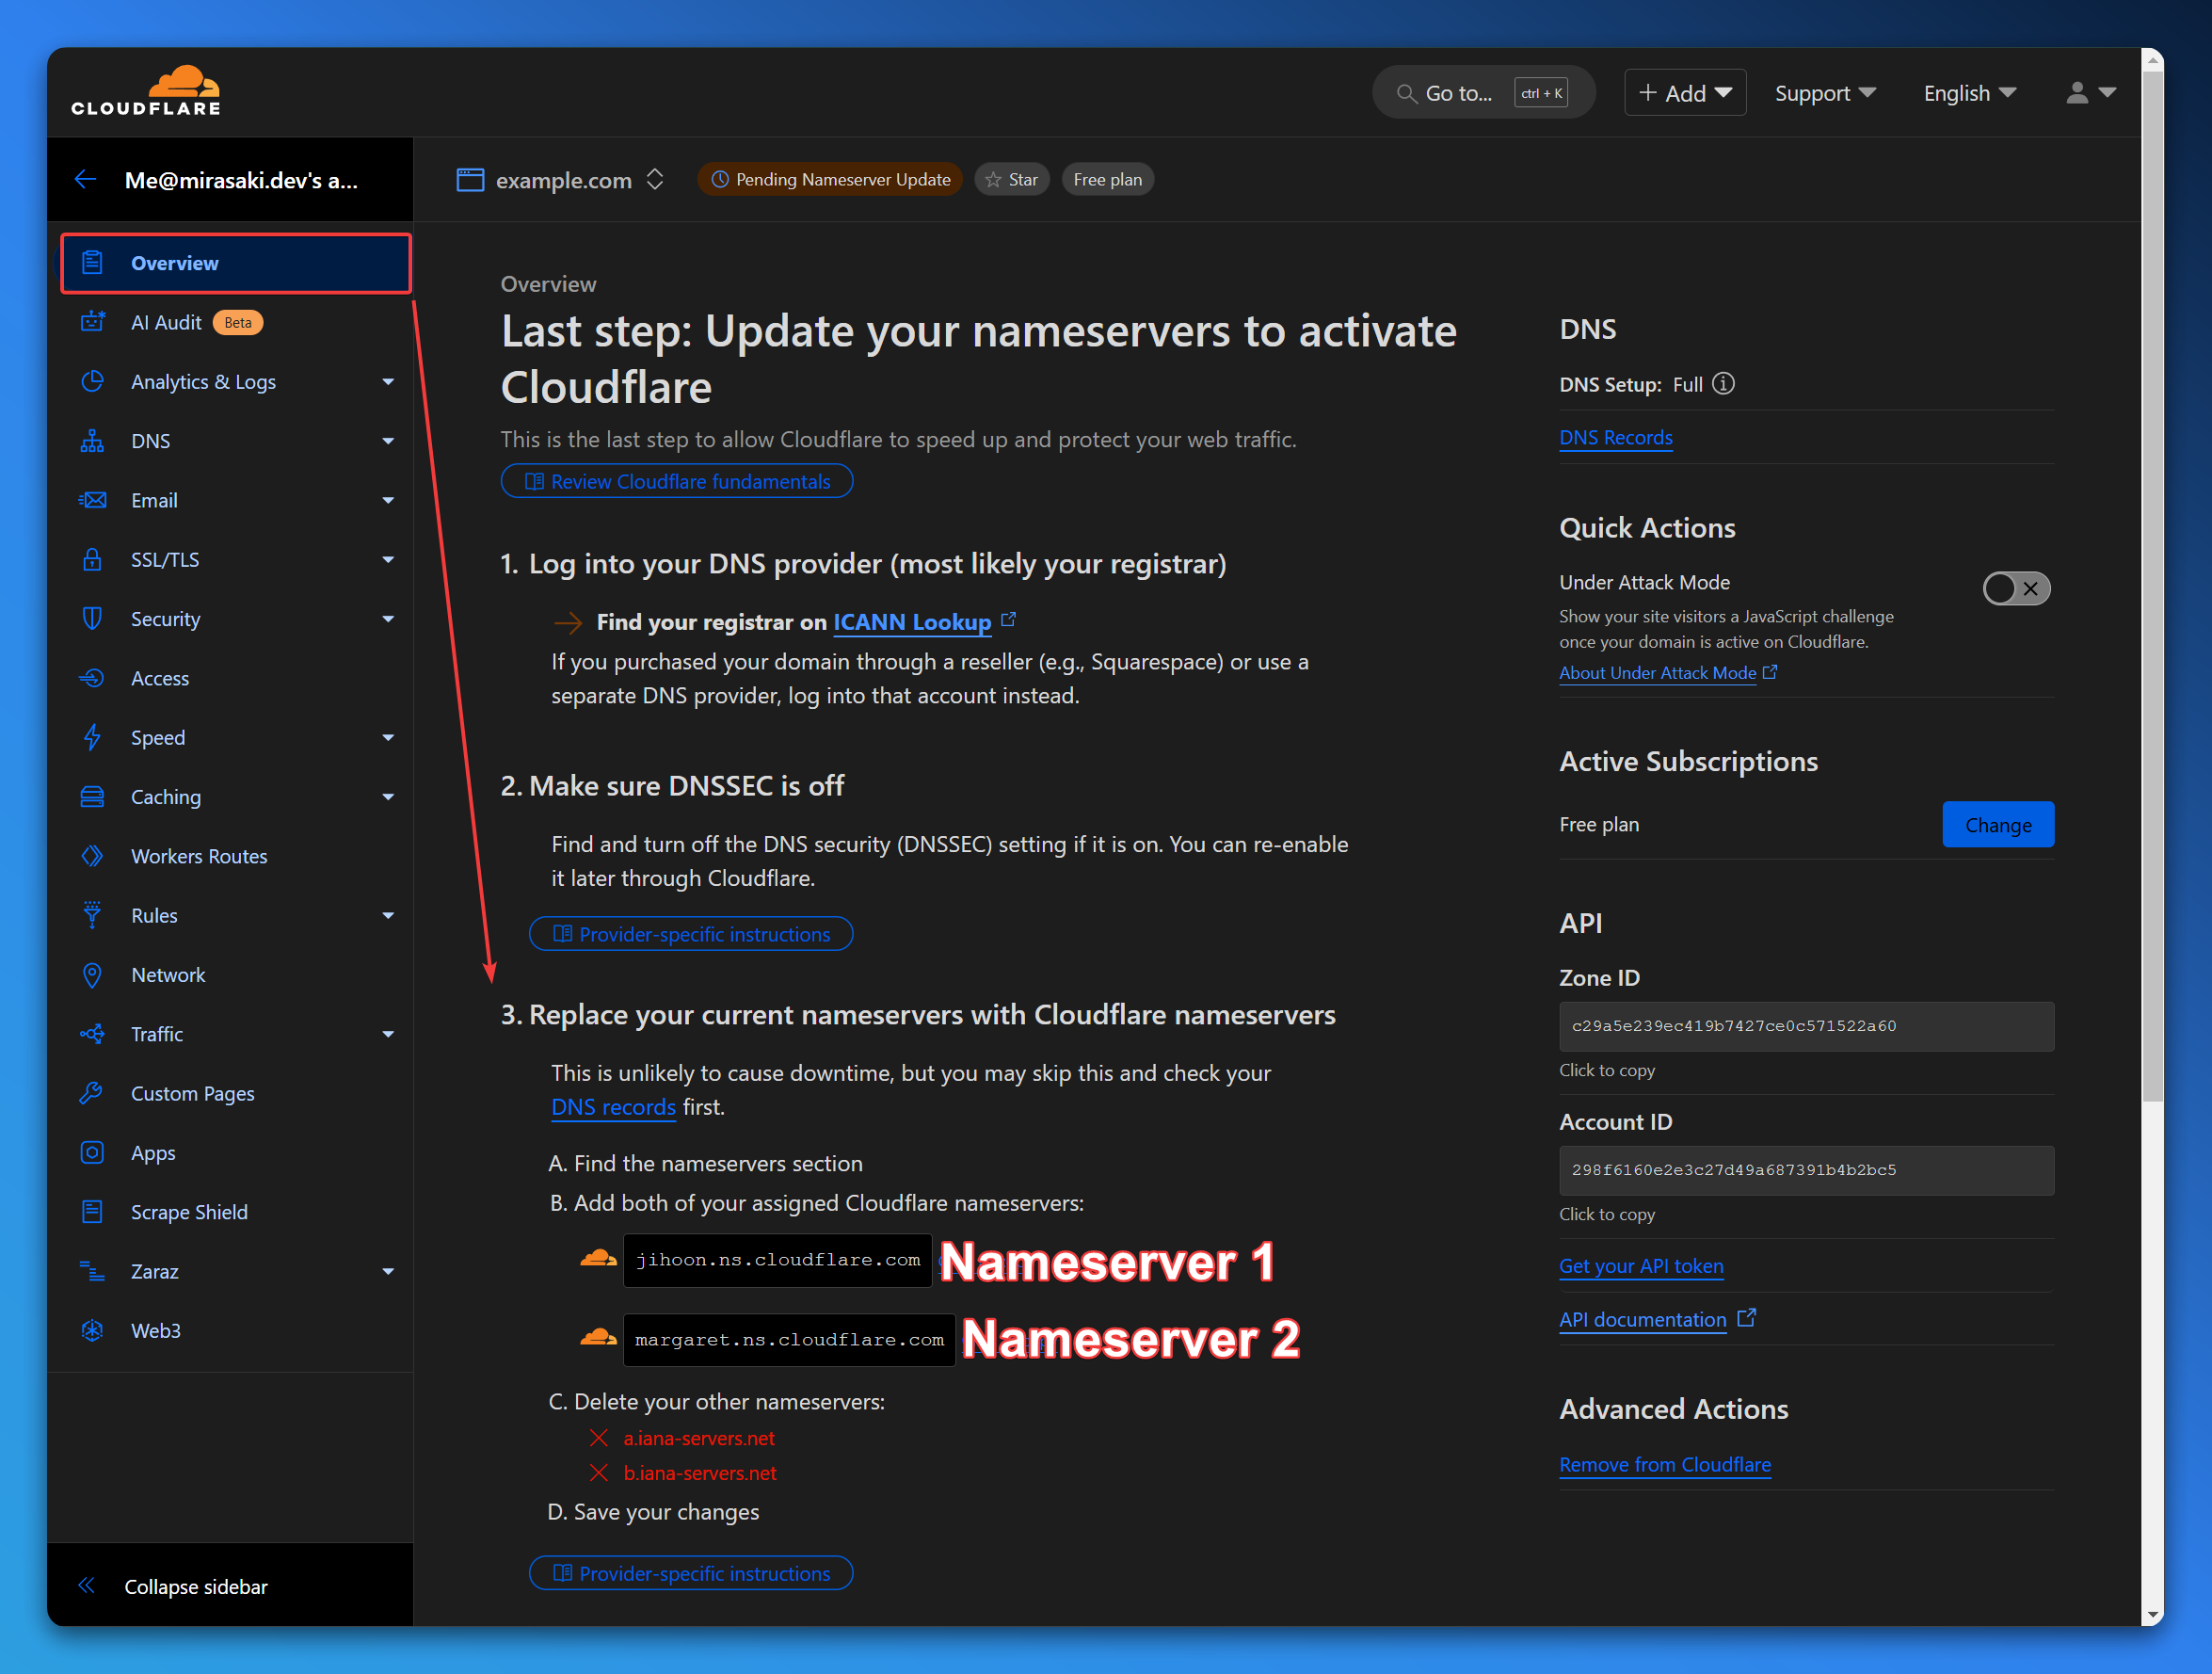 CLOUDFLARE
Go to... ctrl + K
+ Add
Support
English
Me@mirasaki.dev's a...
example.com
Pending Nameserver Update
Star
Free plan
Overview
AI Audit Beta
Analytics & Logs
DNS
Email
SSL/TLS
Security
Access
Speed
Caching
Workers Routes
Rules
Network
Traffic
Custom Pages
Apps
Scrape Shield
Zaraz
Web3
Collapse sidebar
Overview
Last step: Update your nameservers to activate
Cloudflare
This is the last step to allow Cloudflare to speed up and protect your web traffic.
Review Cloudflare fundamentals
1. Log into your DNS provider (most likely your registrar)
Find your registrar on ICANN Lookup
If you purchased your domain through a reseller (e.g., Squarespace) or use a
separate DNS provider, log into that account instead.
2. Make sure DNSSEC is off
Find and turn off the DNS security (DNSSEC) setting if it is on. You can re-enable
it later through Cloudflare.
Provider-specific instructions
3. Replace your current nameservers with Cloudflare nameservers
This is unlikely to cause downtime, but you may skip this and check your
DNS records first.
A. Find the nameservers section
B. Add both of your assigned Cloudflare nameservers:
jihoon.ns.cloudflare.com Nameserver 1
margaret.ns.cloudflare.com Nameserver 2
C. Delete your other nameservers:
a.iana-servers.net
b.iana-servers.net
D. Save your changes
Provider-specific instructions
DNS
DNS Setup: Full
DNS Records
Quick Actions
Under Attack Mode
Show your site visitors a JavaScript challenge
once your domain is active on Cloudflare.
About Under Attack Mode
Active Subscriptions
Free plan
Change
API
Zone ID
c29a5e239ec419b7427ce0c571522a60
Click to copy
Account ID
298f6160e2e3c27d49a687391b4b2bc5
Click to copy
Get your API token
API documentation
Advanced Actions
Remove from Cloudflare